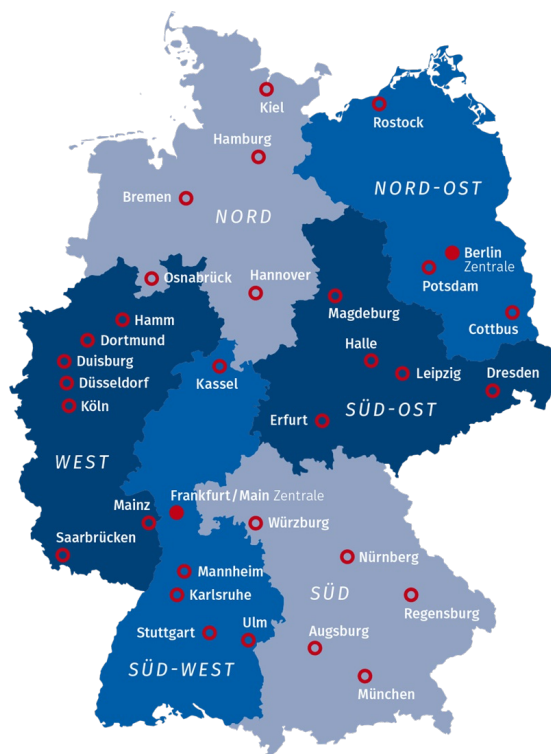 Kiel
Rostock
Hamburg
NORD-OST
Bremen
NORD
Berlin
Zentrale
Osnabrück
Hannover
Potsdam
Magdeburg
Hamm
Cottbus
Dortmund
Halle
Duisburg
Kassel
Leipzig
Dresden
Düsseldorf
Köln
SÜD-OST
Erfurt
WEST
Frankfurt/Main Zentrale
Mainz
Würzburg
Saarbrücken
Nürnberg
Mannheim
SÜD
Karlsruhe
Regensburg
Stuttgart
Ulm
Augsburg
SÜD-WEST
München